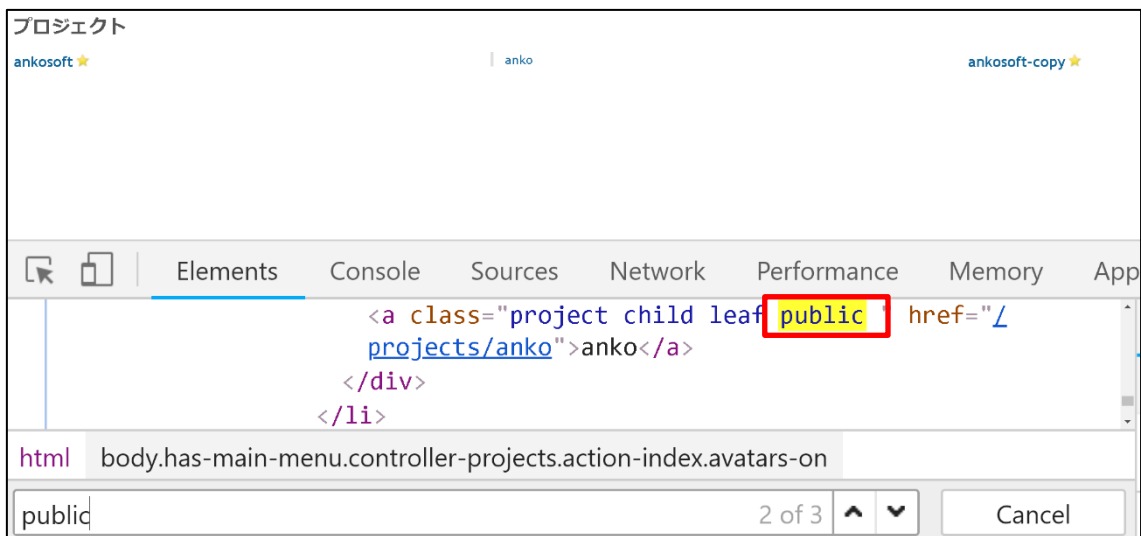 プロジェクト
ankosoft anko ankosoft-copy
Elements Console Sources Network Performance Memory App
<a class="project child leaf public " href="/
projects/anko">anko</a>
</div>
</li>
html body.has-main-menu.controller-projects.action-index.avatars-on
public 2 of 3 Cancel